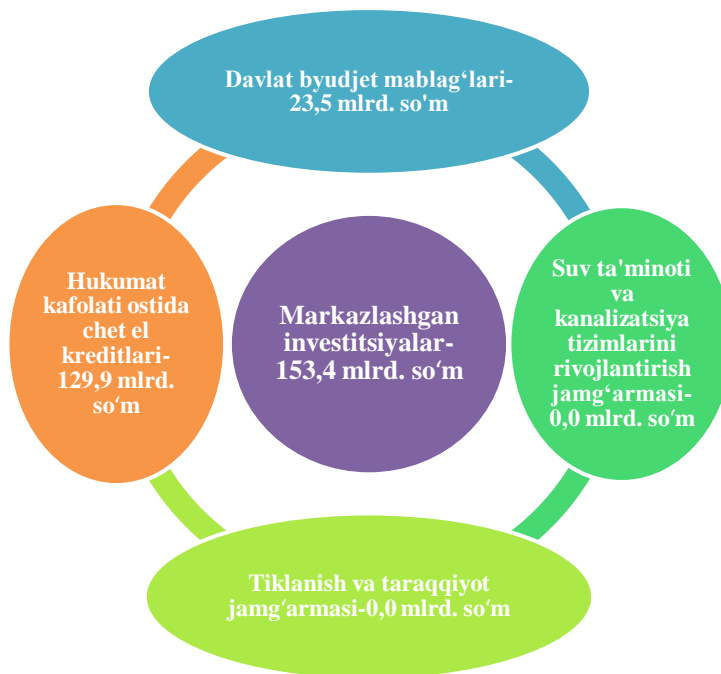 Davlat byudjet mablag‘lari-
23,5 mlrd. so'm
Hukumat
kafolati ostida
chet el
kreditlari-
129,9 mlrd.
so‘m
Markazlashgan
investitsiyalar-
153,4 mlrd. so‘m
Suv ta'minoti
va
kanalizatsiya
tizimlarini
rivojlantirish
jamg‘armasi-
0,0 mlrd. so‘m
Tiklanish va taraqqiyot
jamg‘armasi-0,0 mlrd. so‘m